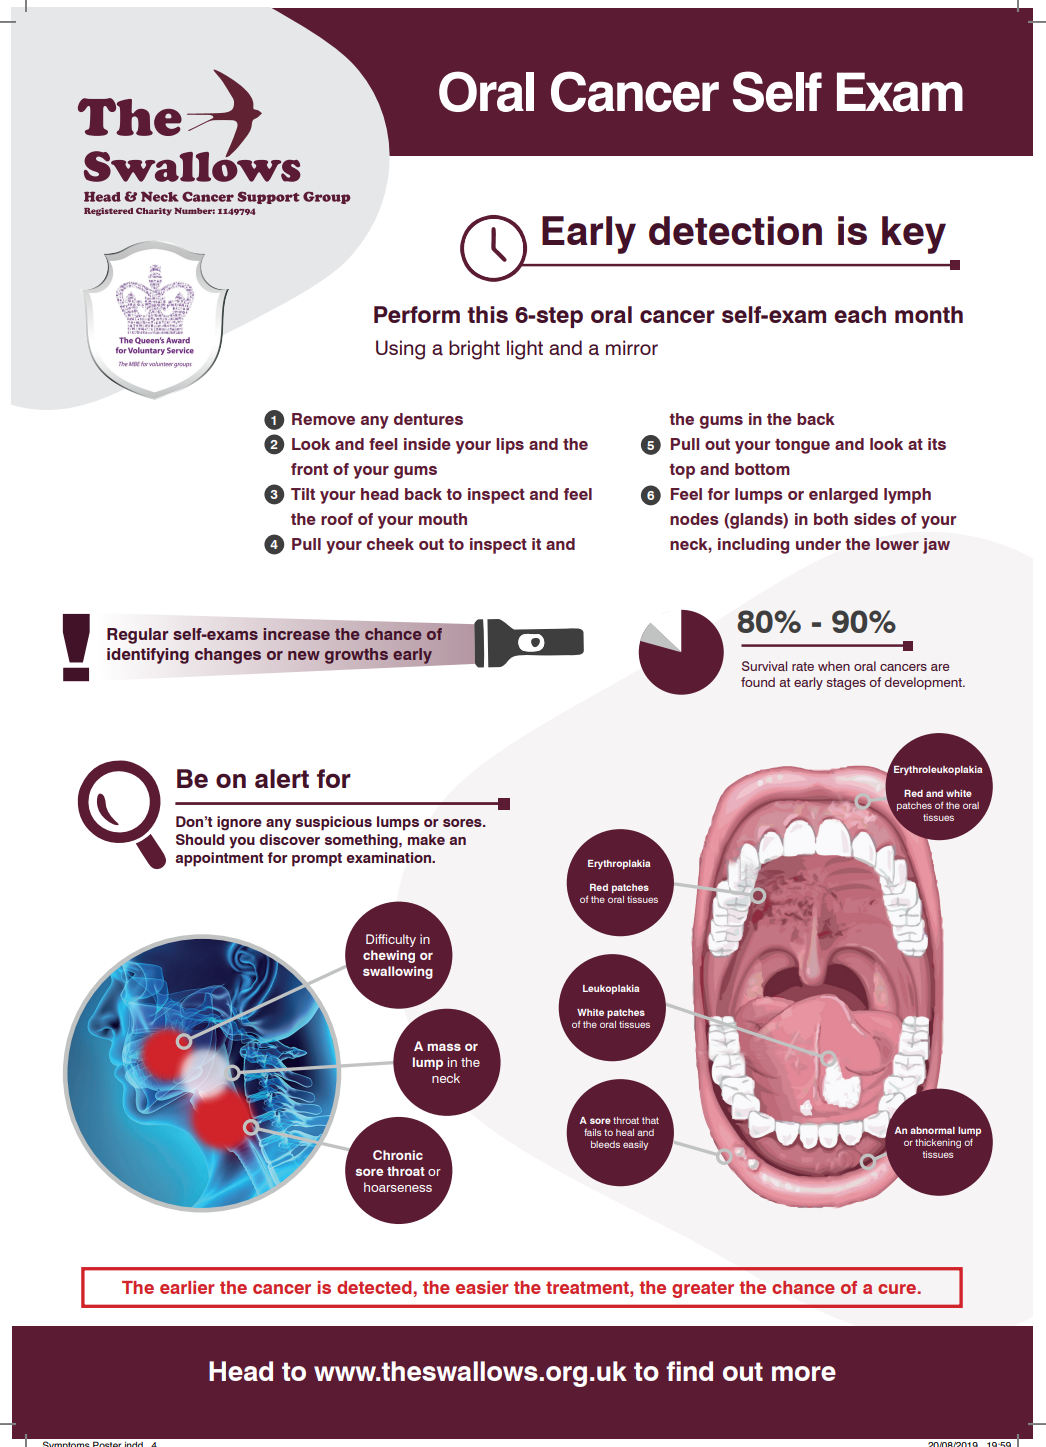 The
Swallows
Head & Neck Cancer Support Group
Registered Charity Number: 1149794
The Queen's Award
for Voluntary Service
The MBE for volunteer groups
Oral Cancer Self Exam
Early detection is key
Perform this 6-step oral cancer self-exam each month
Using a bright light and a mirror
1 Remove any dentures
2 Look and feel inside your lips and the
front of your gums
3 Tilt your head back to inspect and feel
the roof of your mouth
4 Pull your cheek out to inspect it and
the gums in the back
5 Pull out your tongue and look at its
top and bottom
6 Feel for lumps or enlarged lymph
nodes (glands) in both sides of your
neck, including under the lower jaw
Regular self-exams increase the chance of
identifying changes or new growths early
80% - 90%
Survival rate when oral cancers are
found at early stages of development.
Be on alert for
Don't ignore any suspicious lumps or sores.
Should you discover something, make an
appointment for prompt examination.
Difficulty in
chewing or
swallowing
A mass or
lump in the
neck
Chronic
sore throat or
hoarseness
Erythroleukoplakia
Red and white
patches of the oral
tissues
Erythroplakia
Red patches
of the oral tissues
Leukoplakia
White patches
of the oral tissues
A sore throat that
fails to heal and
bleeds easily
An abnormal lump
or thickening of
tissues
The earlier the cancer is detected, the easier the treatment, the greater the chance of a cure.
Head to www.theswallows.org.uk to find out more
Symptoms Poster.indd 4
20/08/2019 19:59